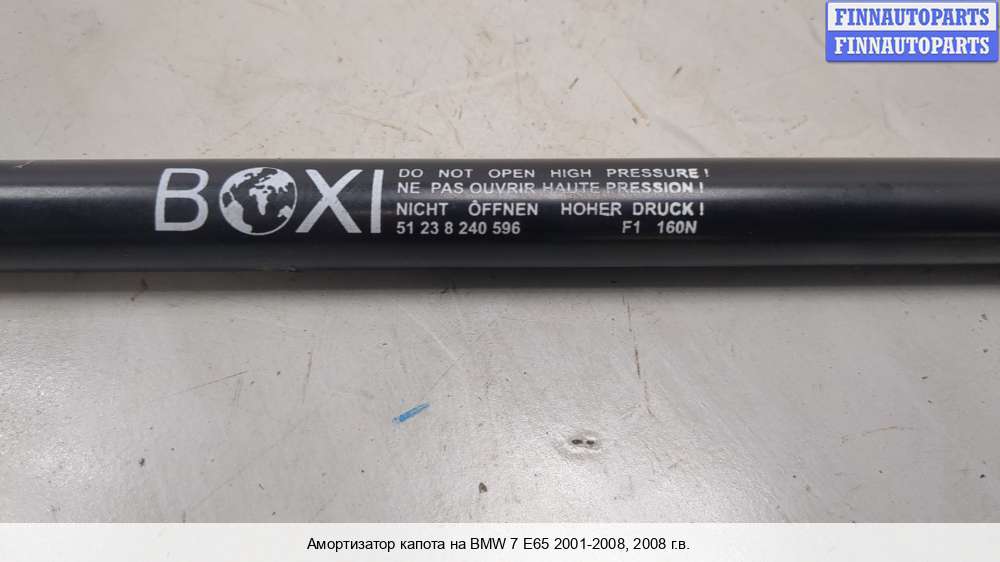 FINNAUTOPARTS
FINNAUTOPARTS
BOXI
DO NOT OPEN HIGH PRESSURE!
NE PAS OUVRIR HAUTE PRESSION!
NICHT ÔFFNEN HOHER DRUCK!
51 23 8 240 596 F1 160N
Амортизатор капота на BMW 7 E65 2001-2008, 2008 г.в.